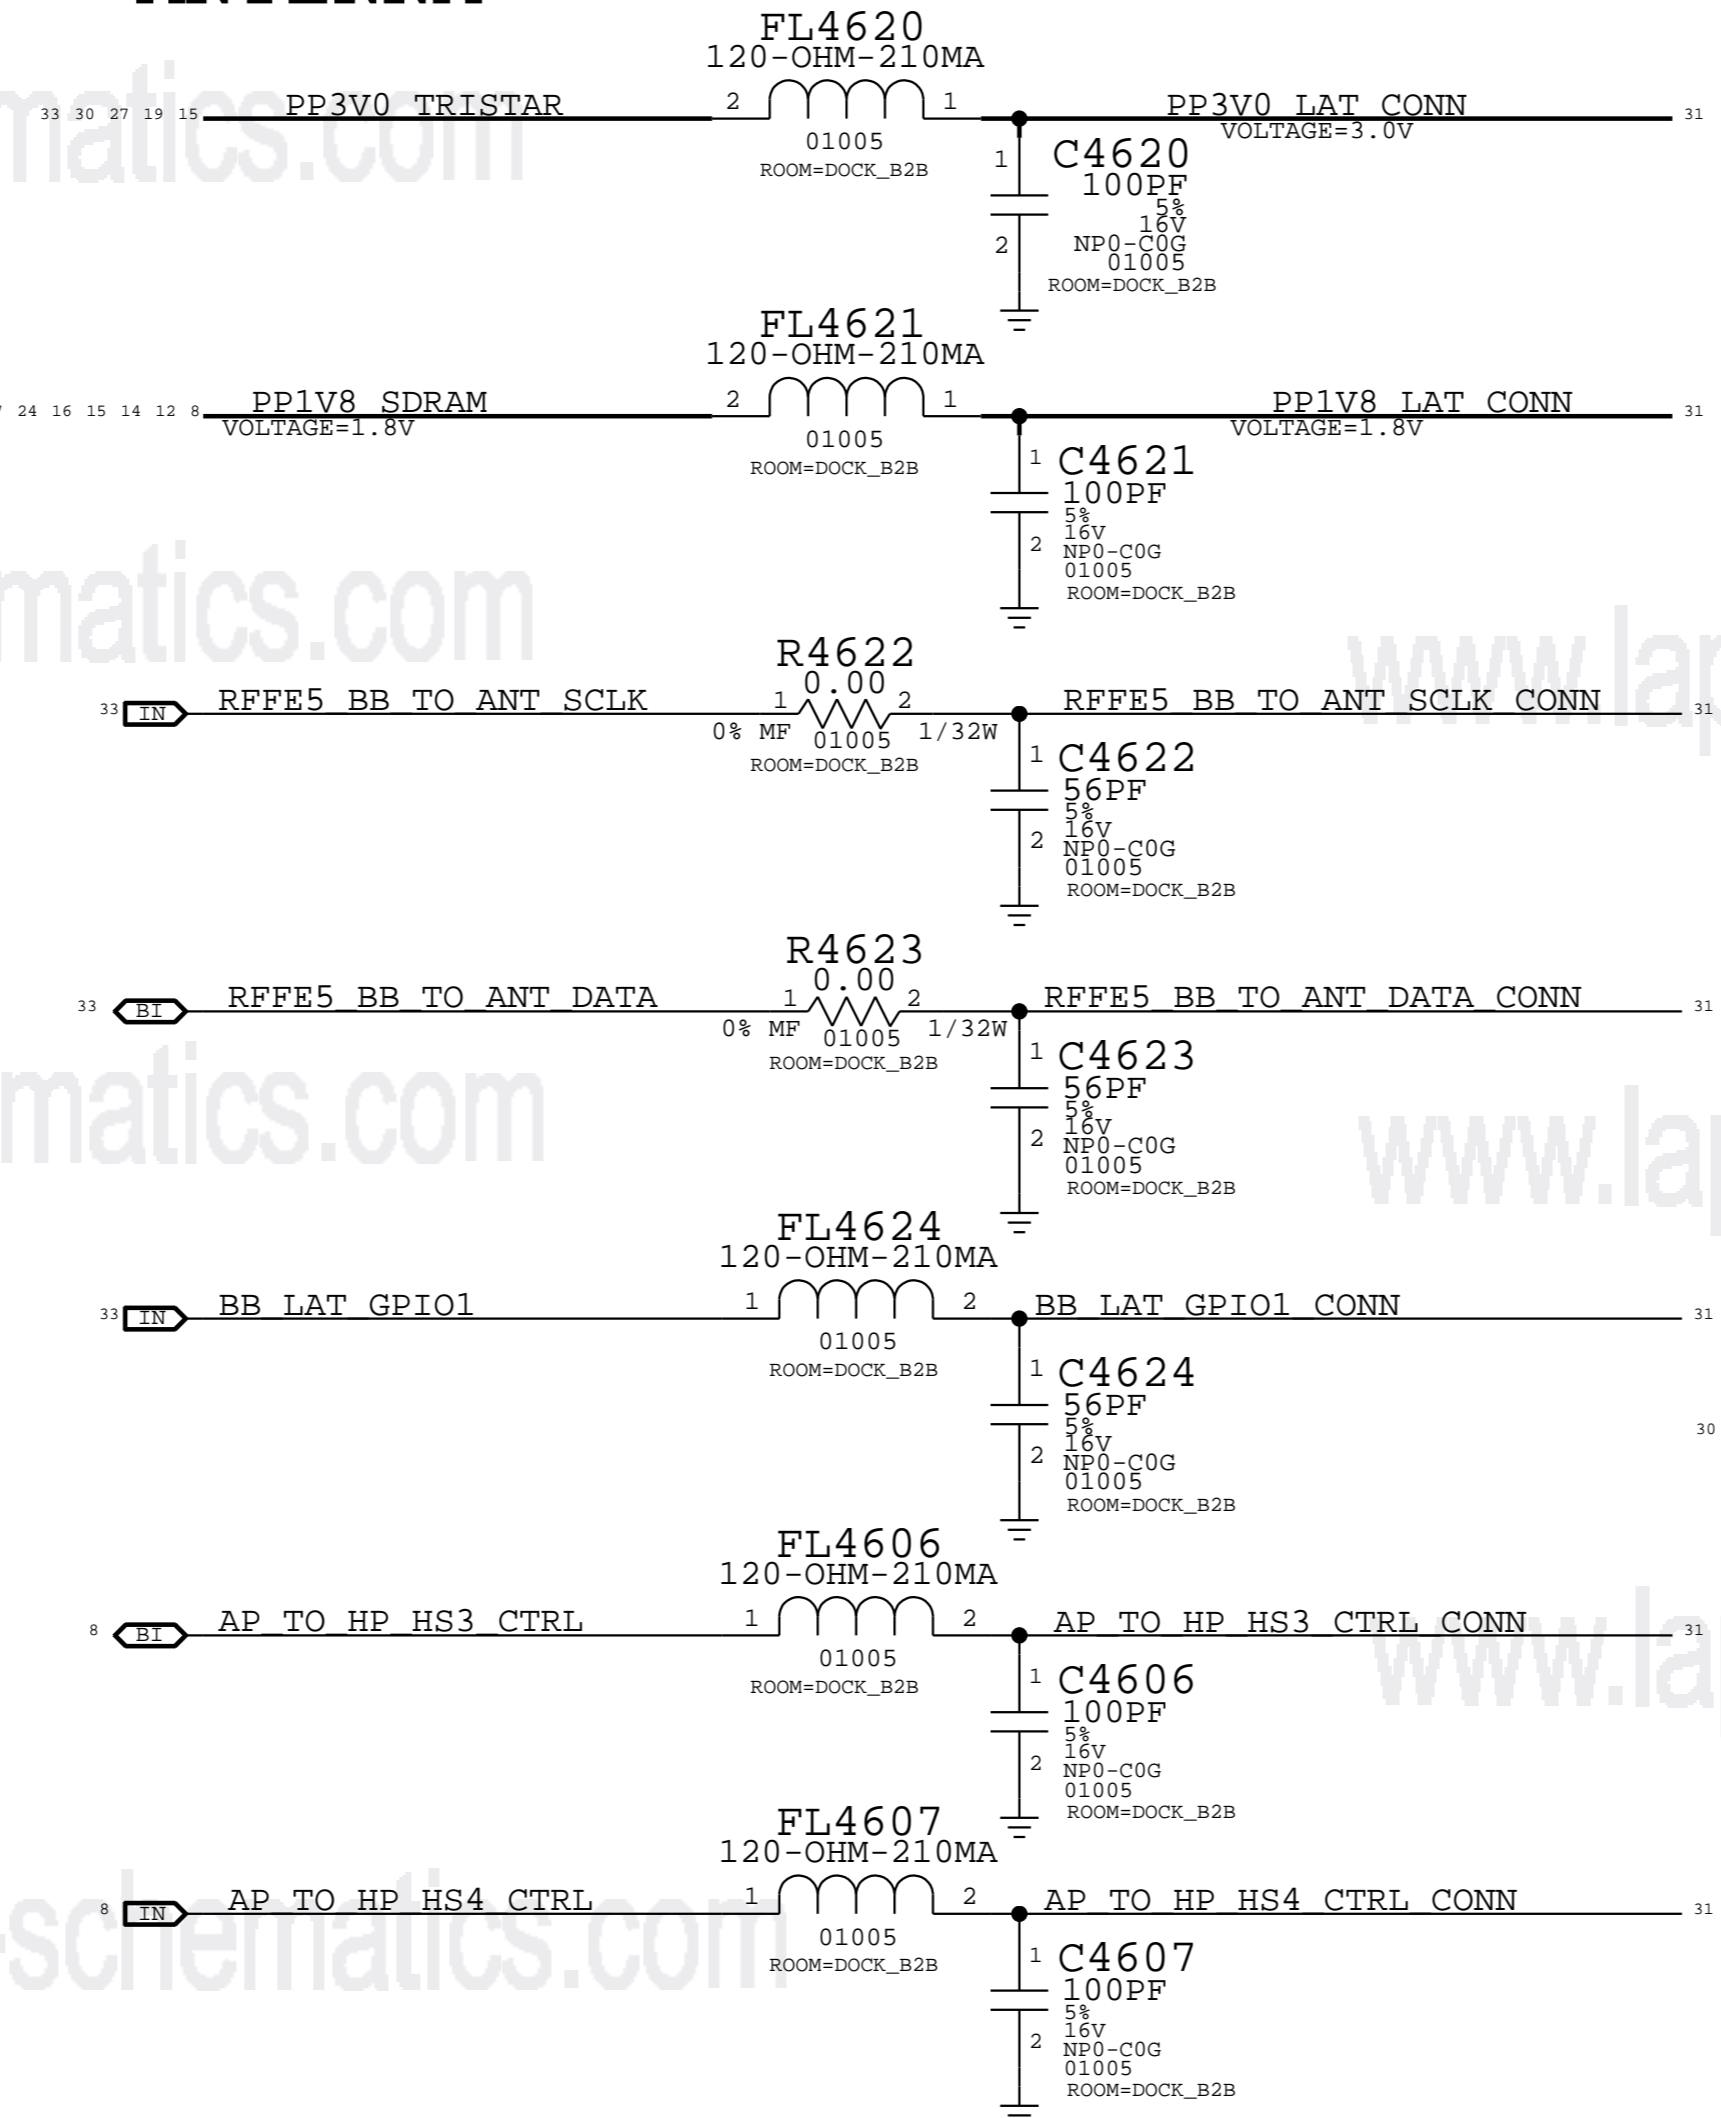 FL4620
120-OHM-210MA
33 30 27 19 15 PP3V0_TRISTAR 2 1 PP3V0_LAT_CONN 31
VOLTAGE=3.0V
01005
ROOM=DOCK_B2B
1 C4620
100PF
5%
16V
2 NP0-C0G
01005
ROOM=DOCK_B2B
FL4621
120-OHM-210MA
24 16 15 14 12 8 PP1V8_SDRAM 2 1 PP1V8_LAT_CONN 31
VOLTAGE=1.8V VOLTAGE=1.8V
01005
ROOM=DOCK_B2B
1 C4621
100PF
5%
16V
2 NP0-C0G
01005
ROOM=DOCK_B2B
R4622
0.00
33 IN RFFE5_BB_TO_ANT_SCLK 1 2 RFFE5_BB_TO_ANT_SCLK_CONN 31
0% MF 01005 1/32W
ROOM=DOCK_B2B
1 C4622
56PF
5%
16V
2 NP0-C0G
01005
ROOM=DOCK_B2B
R4623
0.00
33 BI RFFE5_BB_TO_ANT_DATA 1 2 RFFE5_BB_TO_ANT_DATA_CONN 31
0% MF 01005 1/32W
ROOM=DOCK_B2B
1 C4623
56PF
5%
16V
2 NP0-C0G
01005
ROOM=DOCK_B2B
FL4624
120-OHM-210MA
33 IN BB_LAT_GPIO1 1 2 BB_LAT_GPIO1_CONN 31
01005
ROOM=DOCK_B2B
1 C4624
56PF
5%
16V
2 NP0-C0G
01005
ROOM=DOCK_B2B
30
FL4606
120-OHM-210MA
8 BI AP_TO_HP_HS3_CTRL 1 2 AP_TO_HP_HS3_CTRL_CONN 31
01005
ROOM=DOCK_B2B
1 C4606
100PF
5%
16V
2 NP0-C0G
01005
ROOM=DOCK_B2B
FL4607
120-OHM-210MA
8 IN AP_TO_HP_HS4_CTRL 1 2 AP_TO_HP_HS4_CTRL_CONN 31
01005
ROOM=DOCK_B2B
1 C4607
100PF
5%
16V
2 NP0-C0G
01005
ROOM=DOCK_B2B